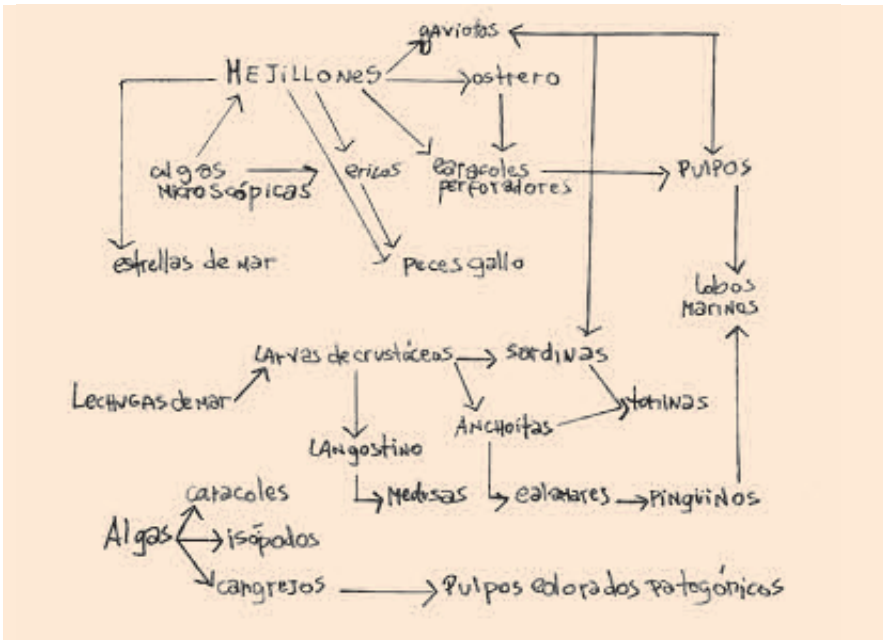 gaviotas
MEJILLONES
ostrero
algas
microscópicas
erizos
caracoles
perforadores
PULPOS
estrellas de mar
peces gallo
Lobos
Marinos
LArvas de crustáceos
sardinas
LecHUGAS de Mar
toninas
ANCHoitas
LANgostiNO
caracoles
Medusas
calamares
PINgüiNOS
Algas
isópodos
cangrejos
Pulpos colorados patagónicos